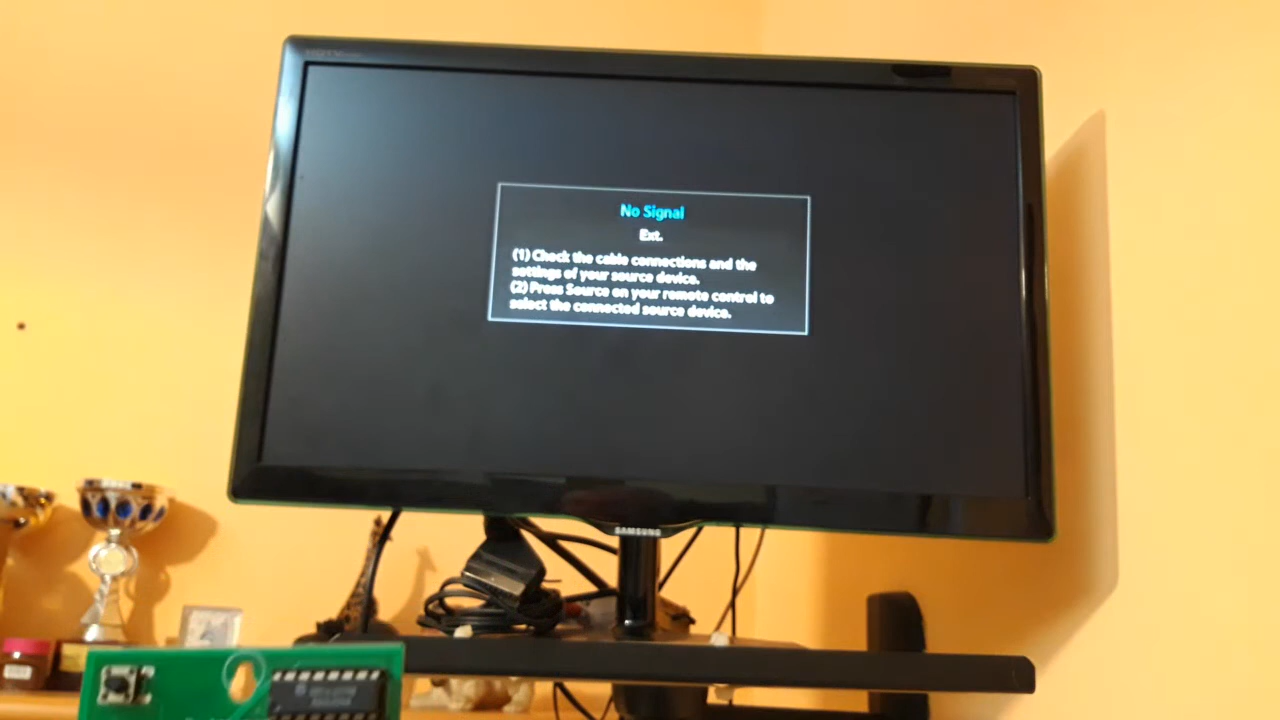 HDTV
No Signal
Ext.
(1) Check the cable connections and the
settings of your source device.
(2) Press Source on your remote control to
select the connected source device.
SAMSUNG